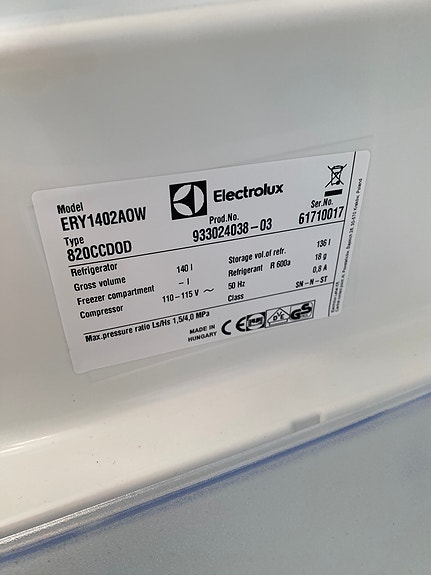 Model
ERY1402AOW
Electrolux
Type
820CCDOD
Prod.No.
933024038-03
Ser.No.
61710017
Refrigerator
Gross volume 140 l
Freezer compartment - l
Compressor 110-115 V ~
Storage vol.of refr. 136 l
Refrigerant R 600a 18 g
50 Hz 0,8 A
Class SN-N-ST
Max.pressure ratio Ls/Hs 1,5/4,0 MPa
MADE IN
HUNGARY
CE
GS